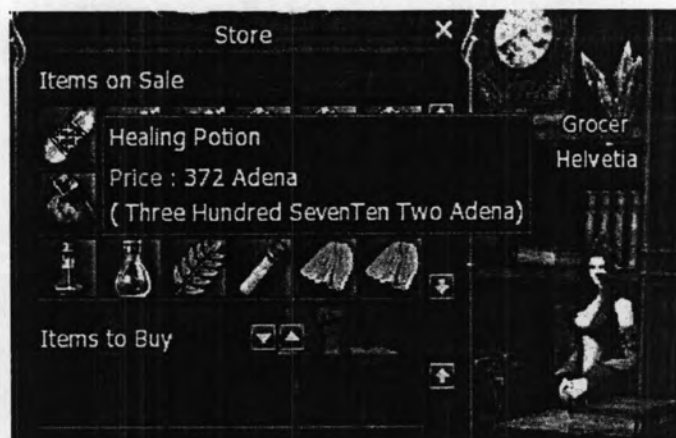 Store
Items on Sale
Healing Potion
Price : 372 Adena
( Three Hundred SevenTen Two Adena)
Grocer
Helvetia
Items to Buy